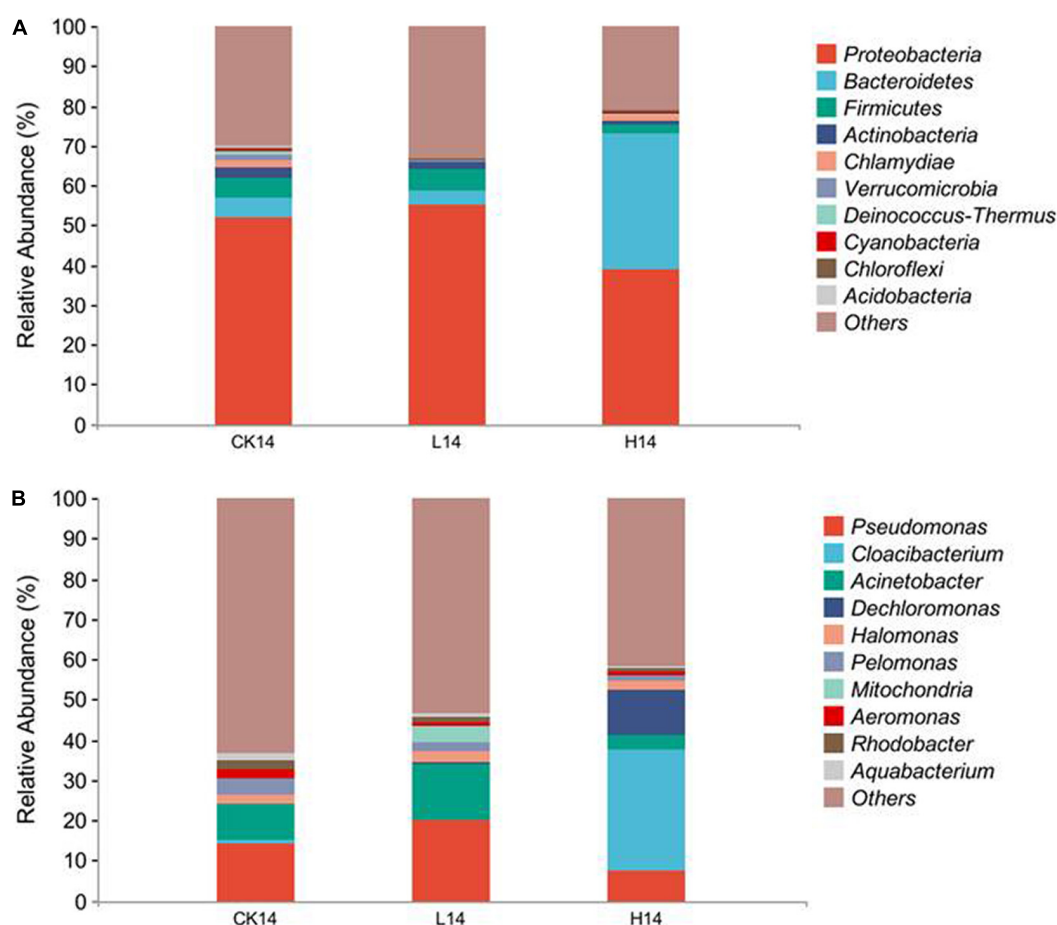 A
Relative Abundance (%)
100
90
80
70
60
50
40
30
20
10
0
CK14 L14 H14
Proteobacteria
Bacteroidetes
Firmicutes
Actinobacteria
Chlamydiae
Verrucomicrobia
Deinococcus-Thermus
Cyanobacteria
Chloroflexi
Acidobacteria
Others
B
Relative Abundance (%)
100
90
80
70
60
50
40
30
20
10
0
CK14 L14 H14
Pseudomonas
Cloacibacterium
Acinetobacter
Dechloromonas
Halomonas
Pelomonas
Mitochondria
Aeromonas
Rhodobacter
Aquabacterium
Others